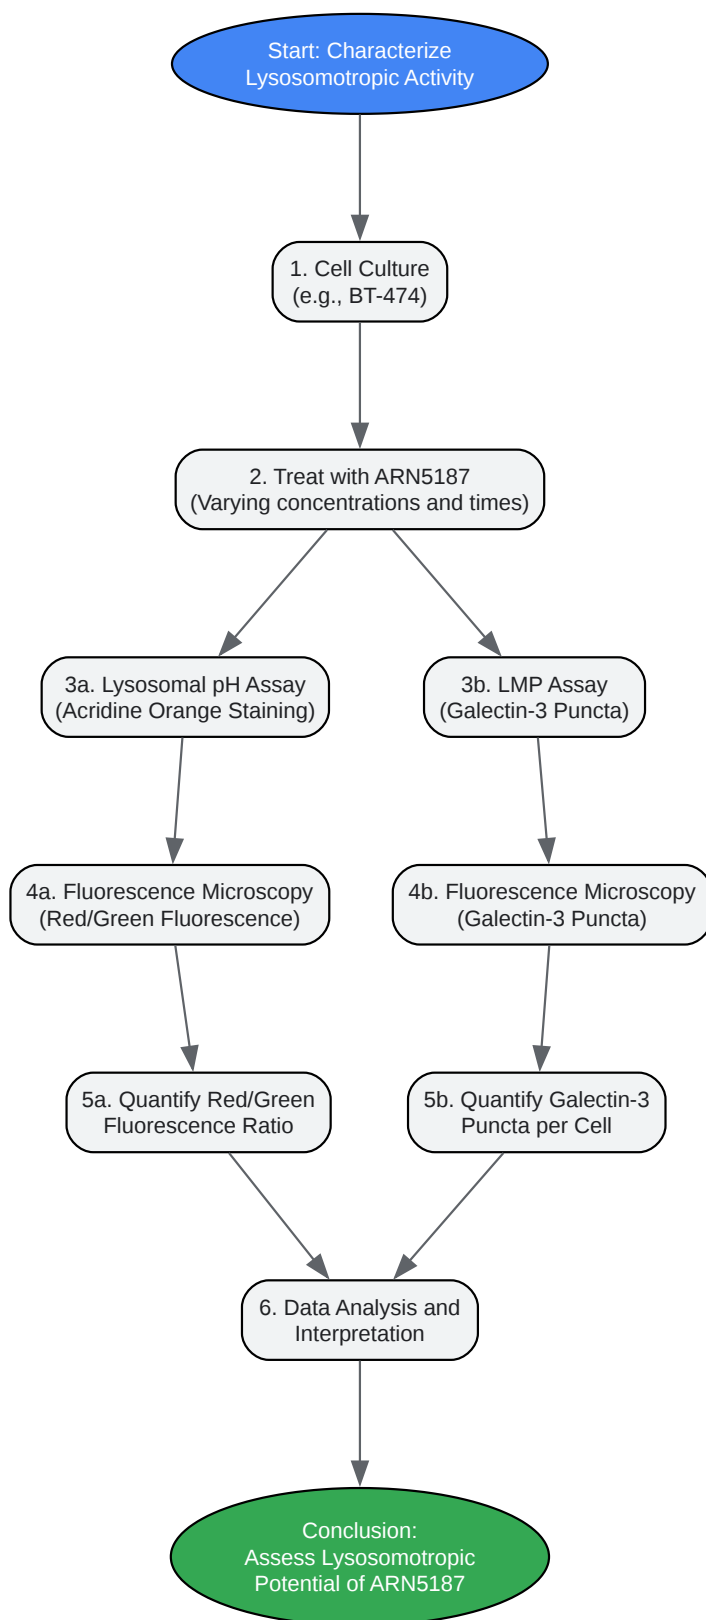 Start: Characterize
Lysosomotropic Activity
1. Cell Culture
(e.g., BT-474)
2. Treat with ARN5187
(Varying concentrations and times)
3a. Lysosomal pH Assay
(Acridine Orange Staining)
3b. LMP Assay
(Galectin-3 Puncta)
4a. Fluorescence Microscopy
(Red/Green Fluorescence)
4b. Fluorescence Microscopy
(Galectin-3 Puncta)
5a. Quantify Red/Green
Fluorescence Ratio
5b. Quantify Galectin-3
Puncta per Cell
6. Data Analysis and
Interpretation
Conclusion:
Assess Lysosomotropic
Potential of ARN5187